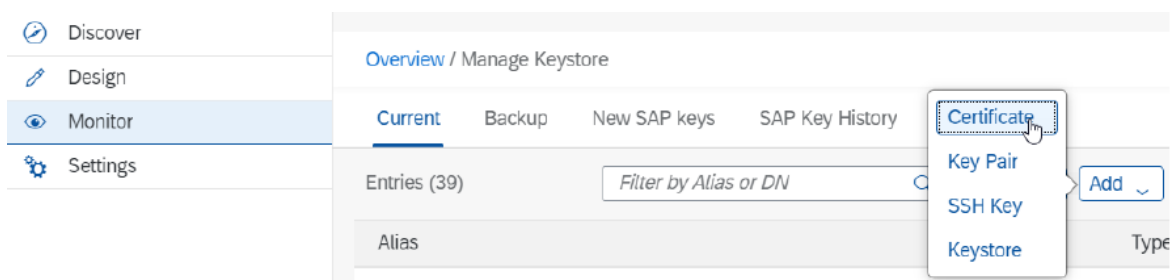 Discover
Design
Monitor
Settings
Overview / Manage Keystore
Current Backup New SAP keys SAP Key History
Certificate
Key Pair
SSH Key
Keystore
Entries (39) Filter by Alias or DN Add
Alias Type